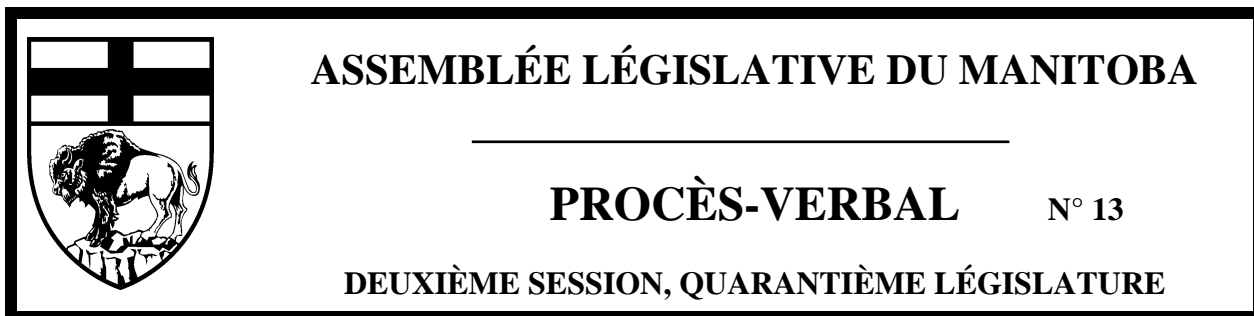 ASSEMBLÉE LÉGISLATIVE DU MANITOBA
PROCÈS-VERBAL N° 13
DEUXIÈME SESSION, QUARANTIÈME LÉGISLATURE